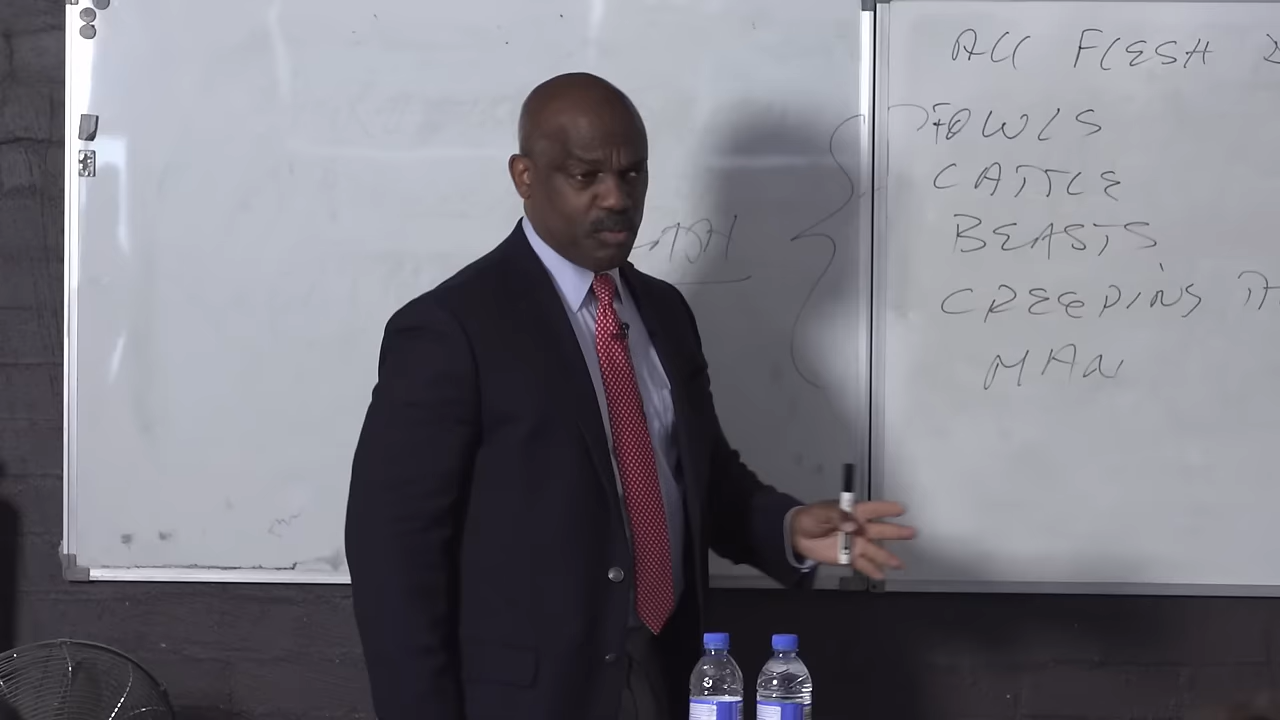 ALL FLESH
FOWLS
CATTLE
BEASTS
CREEPING
MAN